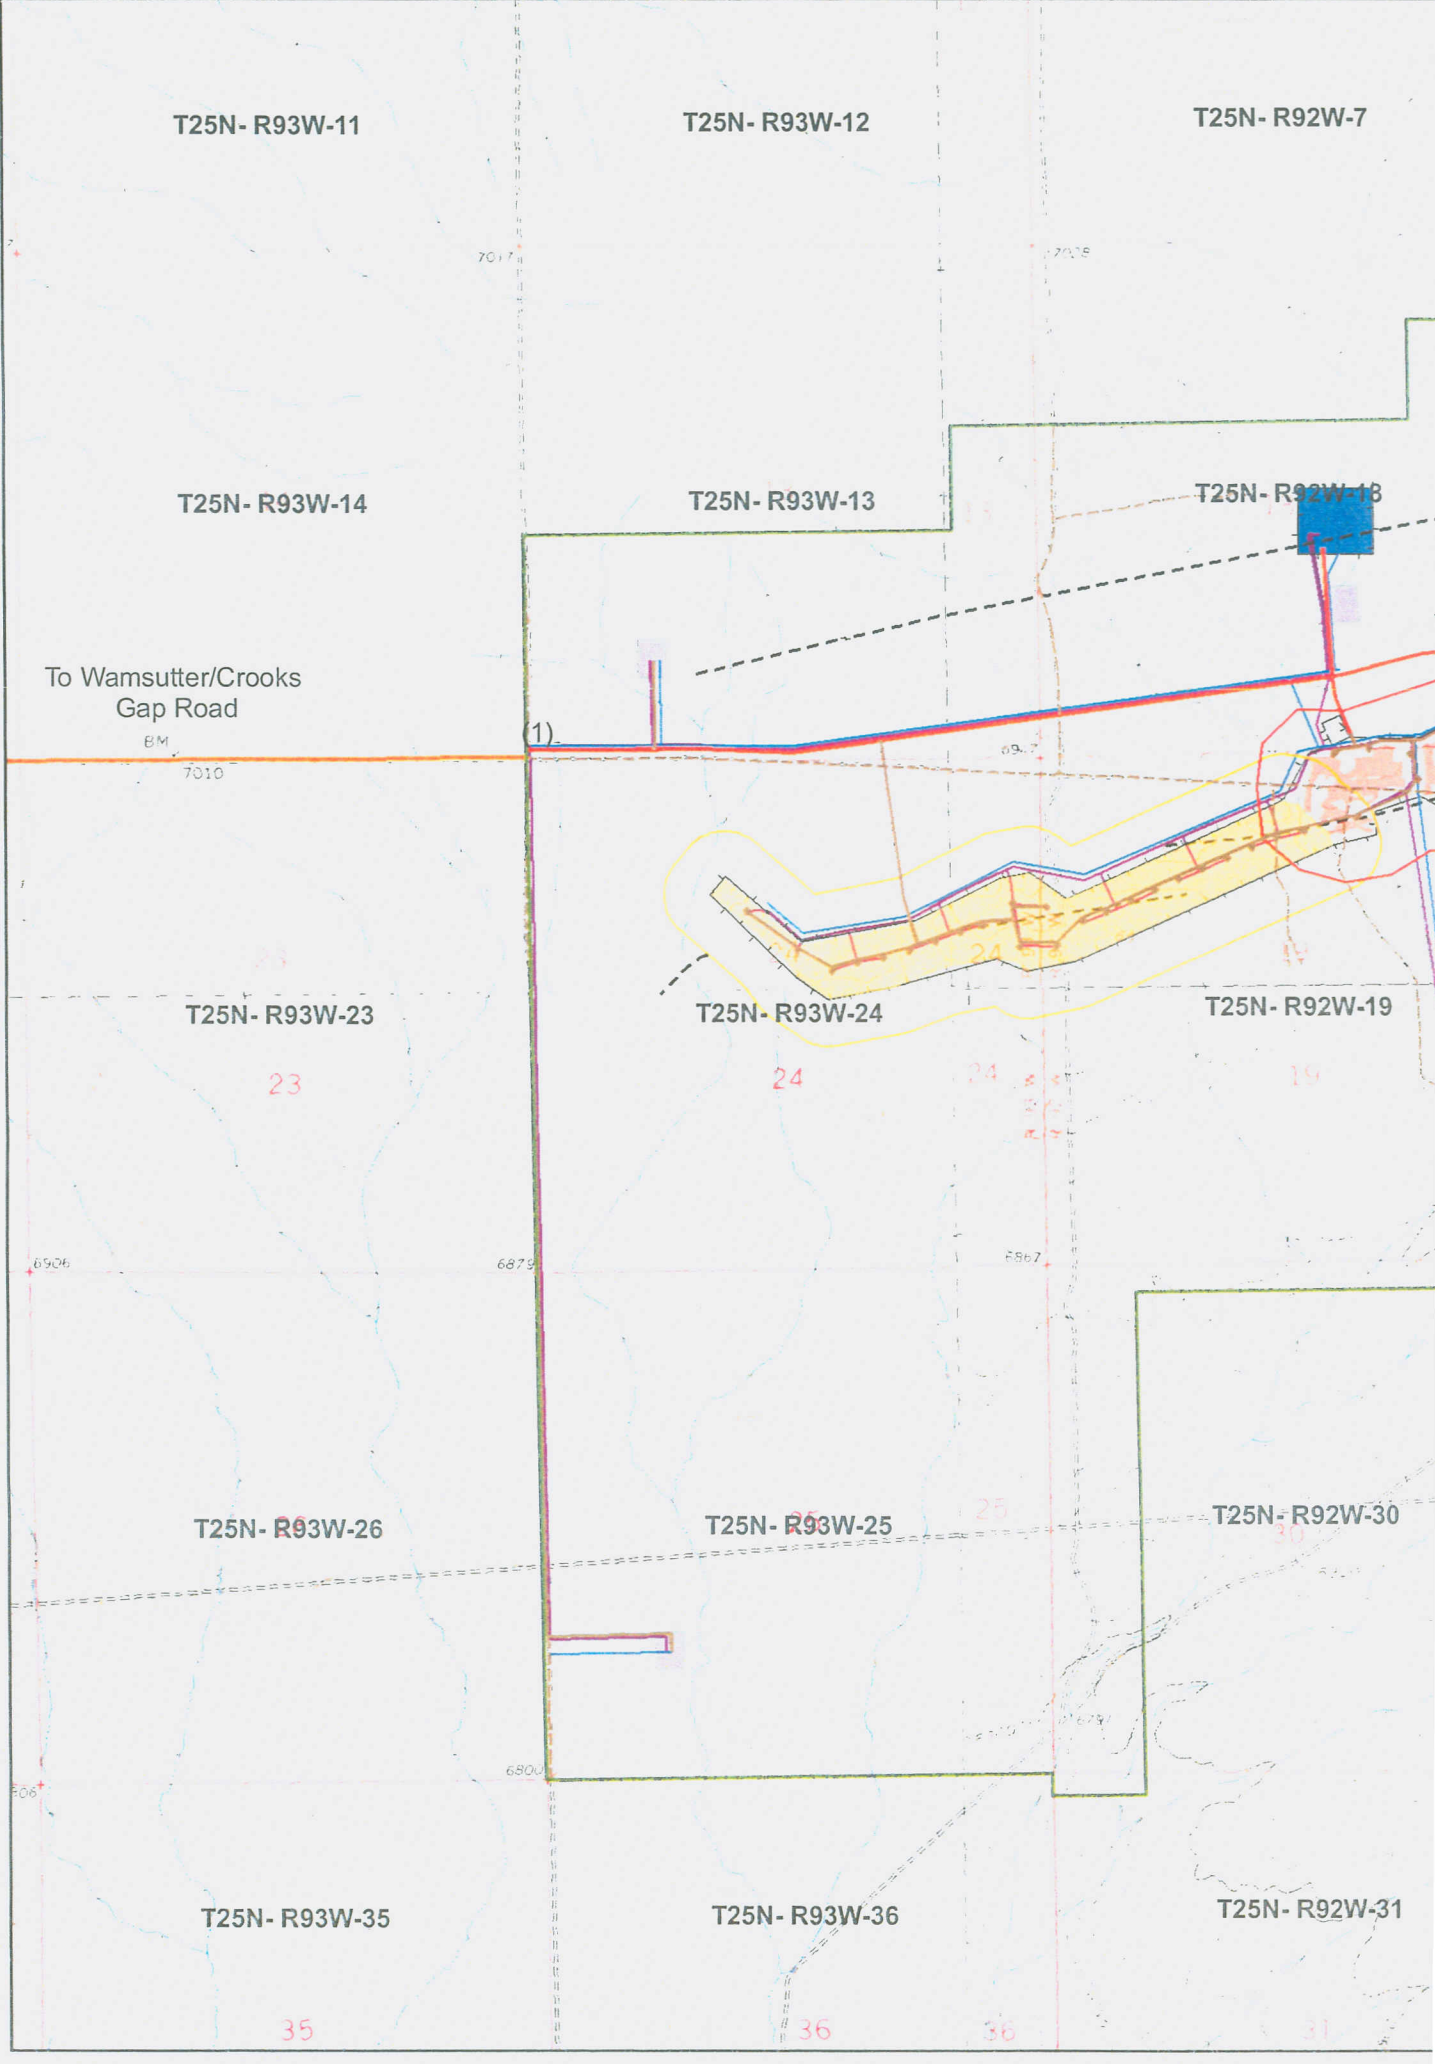 T25N- R93W-11
T25N- R93W-12
T25N- R92W-7
7017
T25N- R93W-14
T25N- R93W-13
T25N- R92W-18
To Wamsutter/Crooks
Gap Road
BM
7010
(1)
24
T25N- R93W-23
T25N- R93W-24
T25N- R92W-19
23
24
24
19
6906
6879
6867
T25N- R93W-26
T25N- R93W-25
25
T25N- R92W-30
30
6800
T25N- R93W-35
T25N- R93W-36
T25N- R92W-31
35
36
36
31